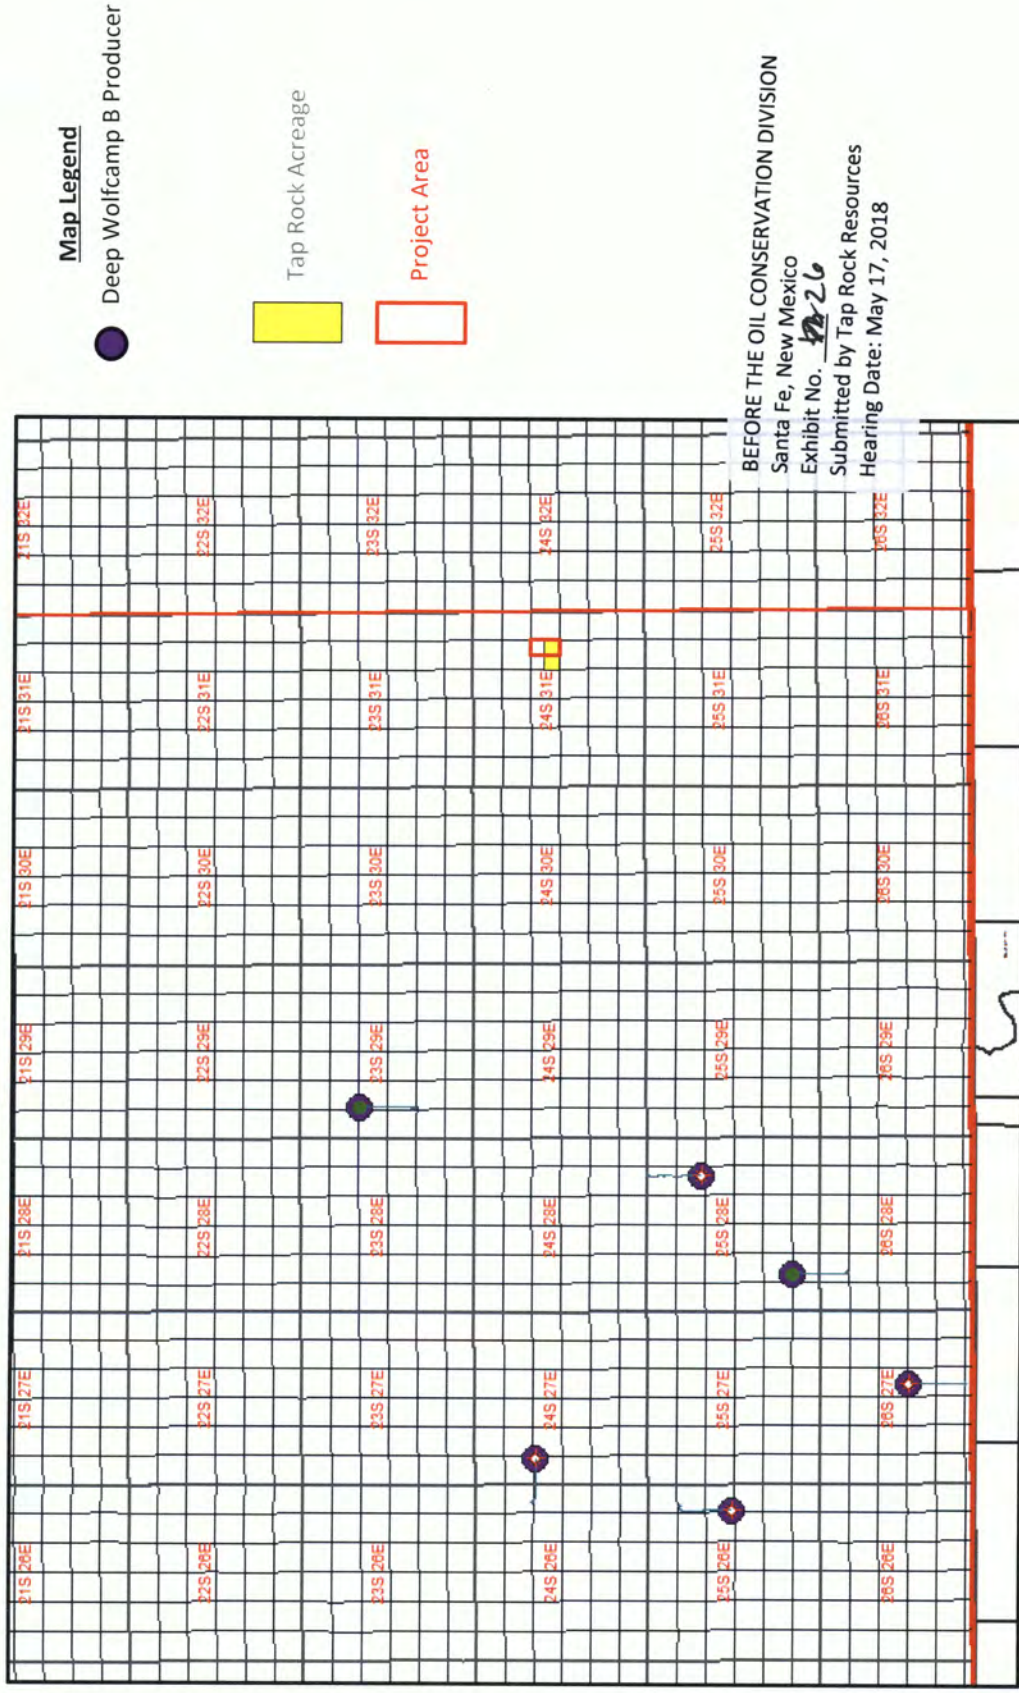 21S 26E 21S 27E 21S 28E 21S 29E 21S 30E 21S 31E 21S 32E
22S 26E 22S 27E 22S 28E 22S 29E 22S 30E 22S 31E 22S 32E
23S 26E 23S 27E 23S 28E 23S 29E 23S 30E 23S 31E 23S 32E
24S 26E 24S 27E 24S 28E 24S 29E 24S 30E 24S 31E 24S 32E
25S 26E 25S 27E 25S 28E 25S 29E 25S 30E 25S 31E 25S 32E
26S 26E 26S 27E 26S 28E 26S 29E 26S 30E 26S 31E 26S 32E
Map Legend
Deep Wolfcamp B Producer
Tap Rock Acreage
Project Area
BEFORE THE OIL CONSERVATION DIVISION
Santa Fe, New Mexico
Exhibit No. 26
Submitted by Tap Rock Resources
Hearing Date: May 17, 2018